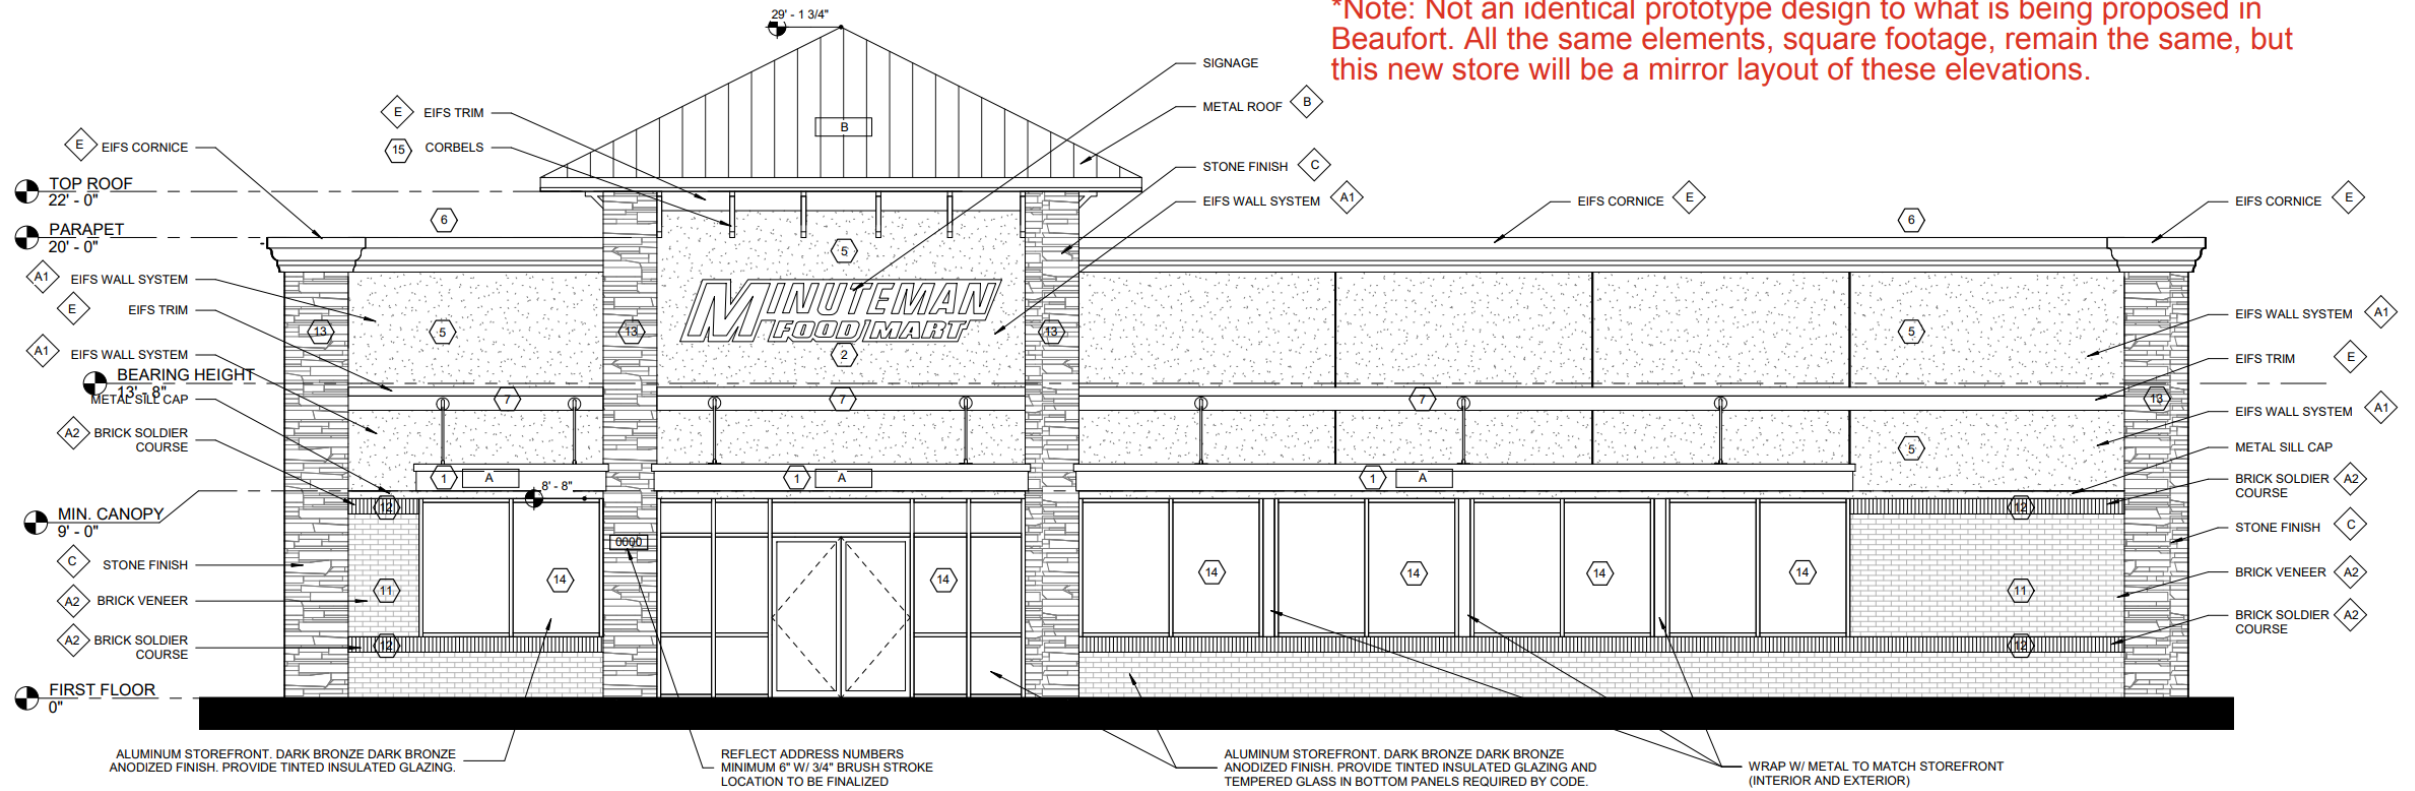 29' - 1 3/4"
*Note: Not an identical prototype design to what is being proposed in
Beaufort. All the same elements, square footage, remain the same, but
this new store will be a mirror layout of these elevations.
SIGNAGE
METAL ROOF B
E EIFS TRIM
B
15 CORBELS
E EIFS CORNICE
STONE FINISH C
TOP ROOF
22' - 0"
EIFS WALL SYSTEM A1
EIFS CORNICE E
EIFS CORNICE E
6
6
PARAPET
20' - 0"
5
A1 EIFS WALL SYSTEM
E EIFS TRIM
MINUTEMAN
FOOD MART
EIFS WALL SYSTEM A1
13
5
13
13
5
A1 EIFS WALL SYSTEM
2
EIFS TRIM E
BEARING HEIGHT
13' - 8"
METAL SILL CAP
7
7
7
13
EIFS WALL SYSTEM A1
A2 BRICK SOLDIER
COURSE
5
METAL SILL CAP
1 A
1 A
1 A
8' - 8"
BRICK SOLDIER A2
COURSE
12
12
MIN. CANOPY
9' - 0"
STONE FINISH C
0000
C STONE FINISH
14
14
14
14
14
14
BRICK VENEER A2
A2 BRICK VENEER
11
11
BRICK SOLDIER A2
COURSE
A2 BRICK SOLDIER
COURSE
12
12
FIRST FLOOR
0"
ALUMINUM STOREFRONT. DARK BRONZE DARK BRONZE
ANODIZED FINISH. PROVIDE TINTED INSULATED GLAZING.
REFLECT ADDRESS NUMBERS
MINIMUM 6" W/ 3/4" BRUSH STROKE
LOCATION TO BE FINALIZED
ALUMINUM STOREFRONT. DARK BRONZE DARK BRONZE
ANODIZED FINISH. PROVIDE TINTED INSULATED GLAZING AND
TEMPERED GLASS IN BOTTOM PANELS REQUIRED BY CODE.
WRAP W/ METAL TO MATCH STOREFRONT
(INTERIOR AND EXTERIOR)